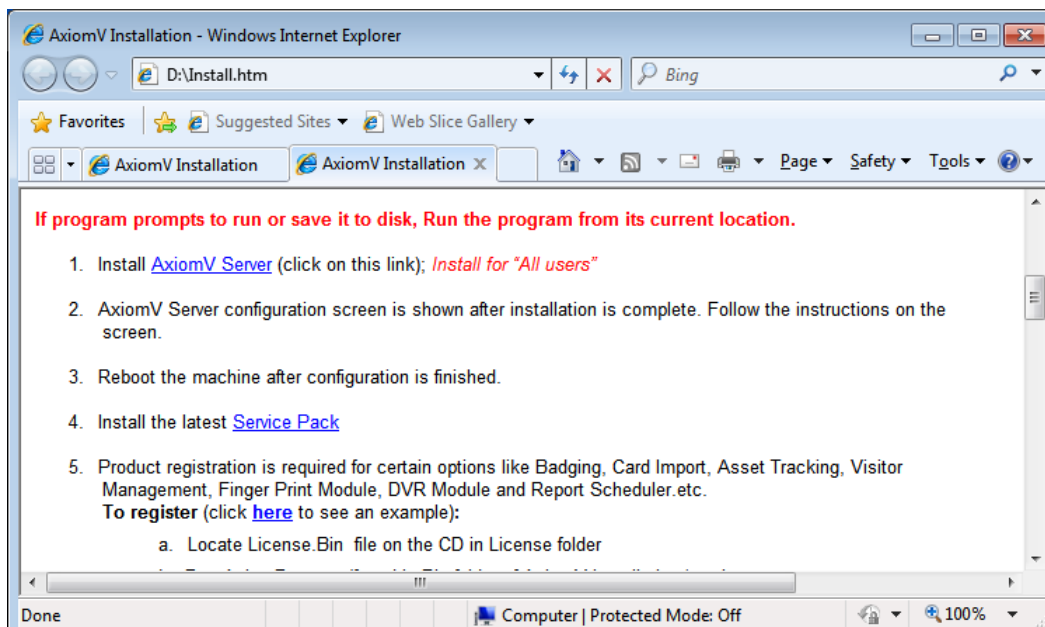 AxiomV Installation - Windows Internet Explorer
D:\Install.htm
Bing
Favorites
Suggested Sites
Web Slice Gallery
AxiomV Installation
AxiomV Installation
Page
Safety
Tools
If program prompts to run or save it to disk, Run the program from its current location.
1. Install AxiomV Server (click on this link); Install for “All users”
2. AxiomV Server configuration screen is shown after installation is complete. Follow the instructions on the
screen.
3. Reboot the machine after configuration is finished.
4. Install the latest Service Pack
5. Product registration is required for certain options like Badging, Card Import, Asset Tracking, Visitor
Management, Finger Print Module, DVR Module and Report Scheduler.etc.
To register (click here to see an example):
a. Locate License.Bin file on the CD in License folder
Done
Computer | Protected Mode: Off
100%